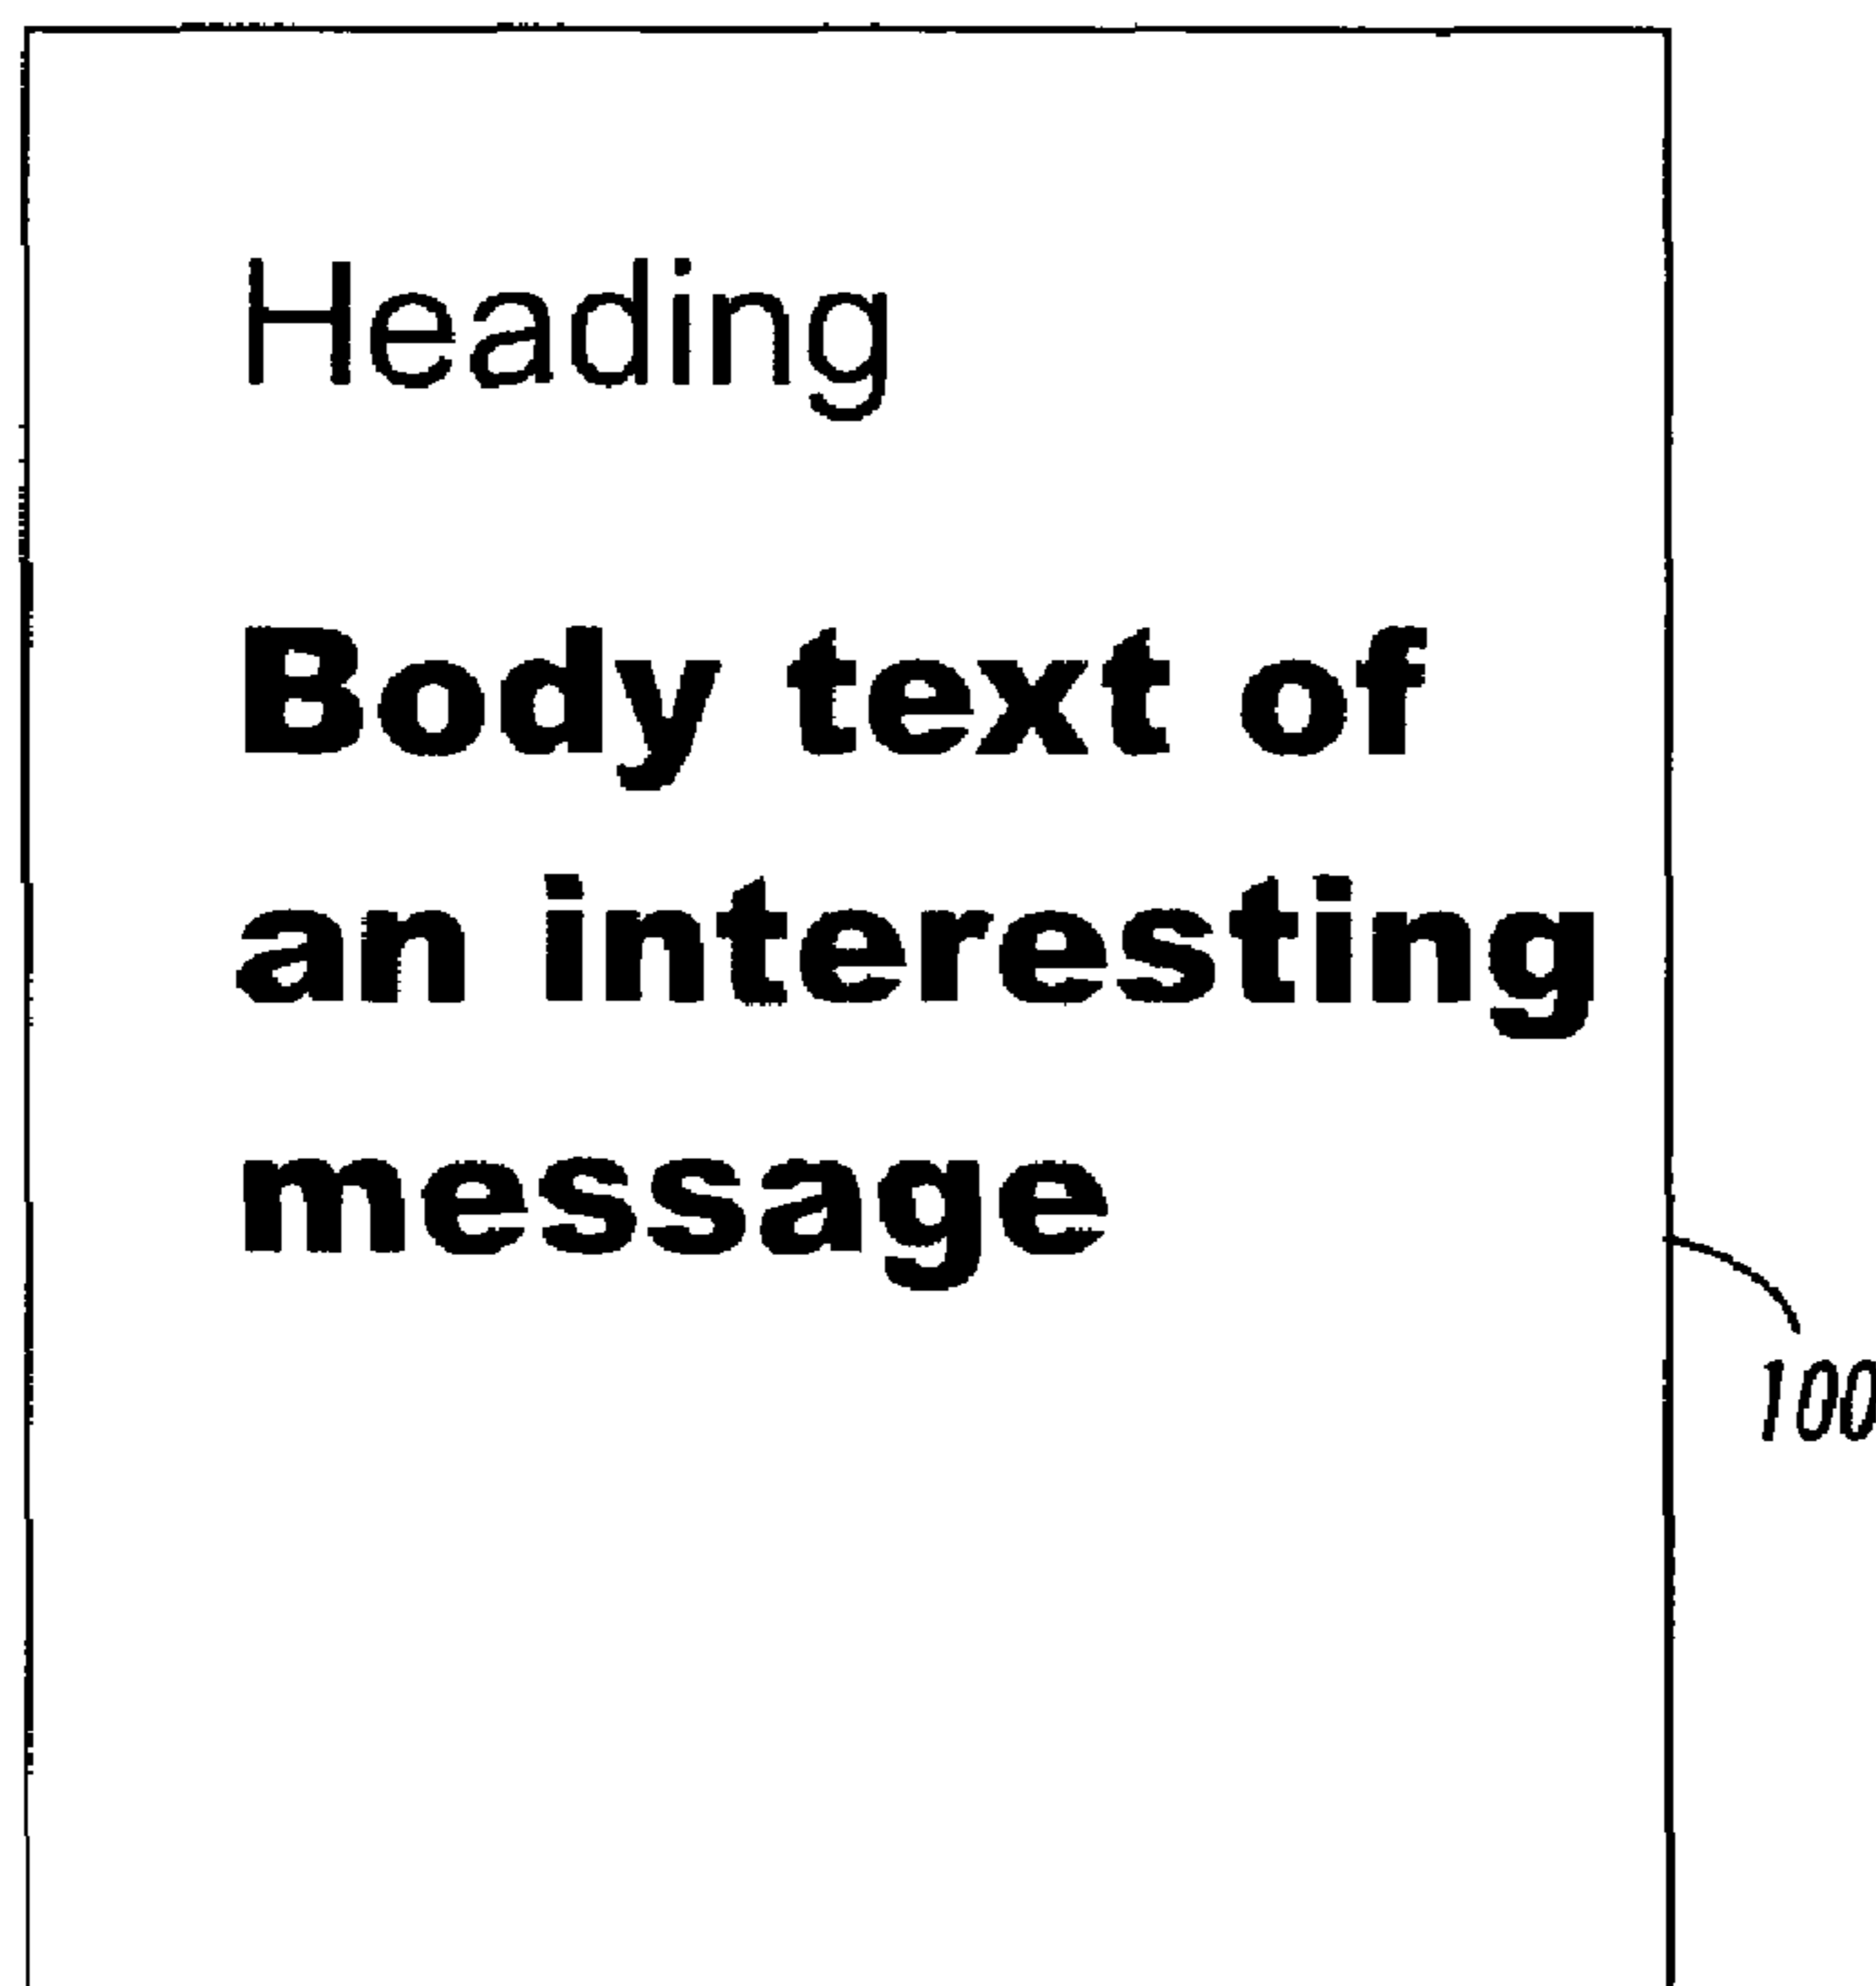 Heading
Body text of
an interesting
message
100